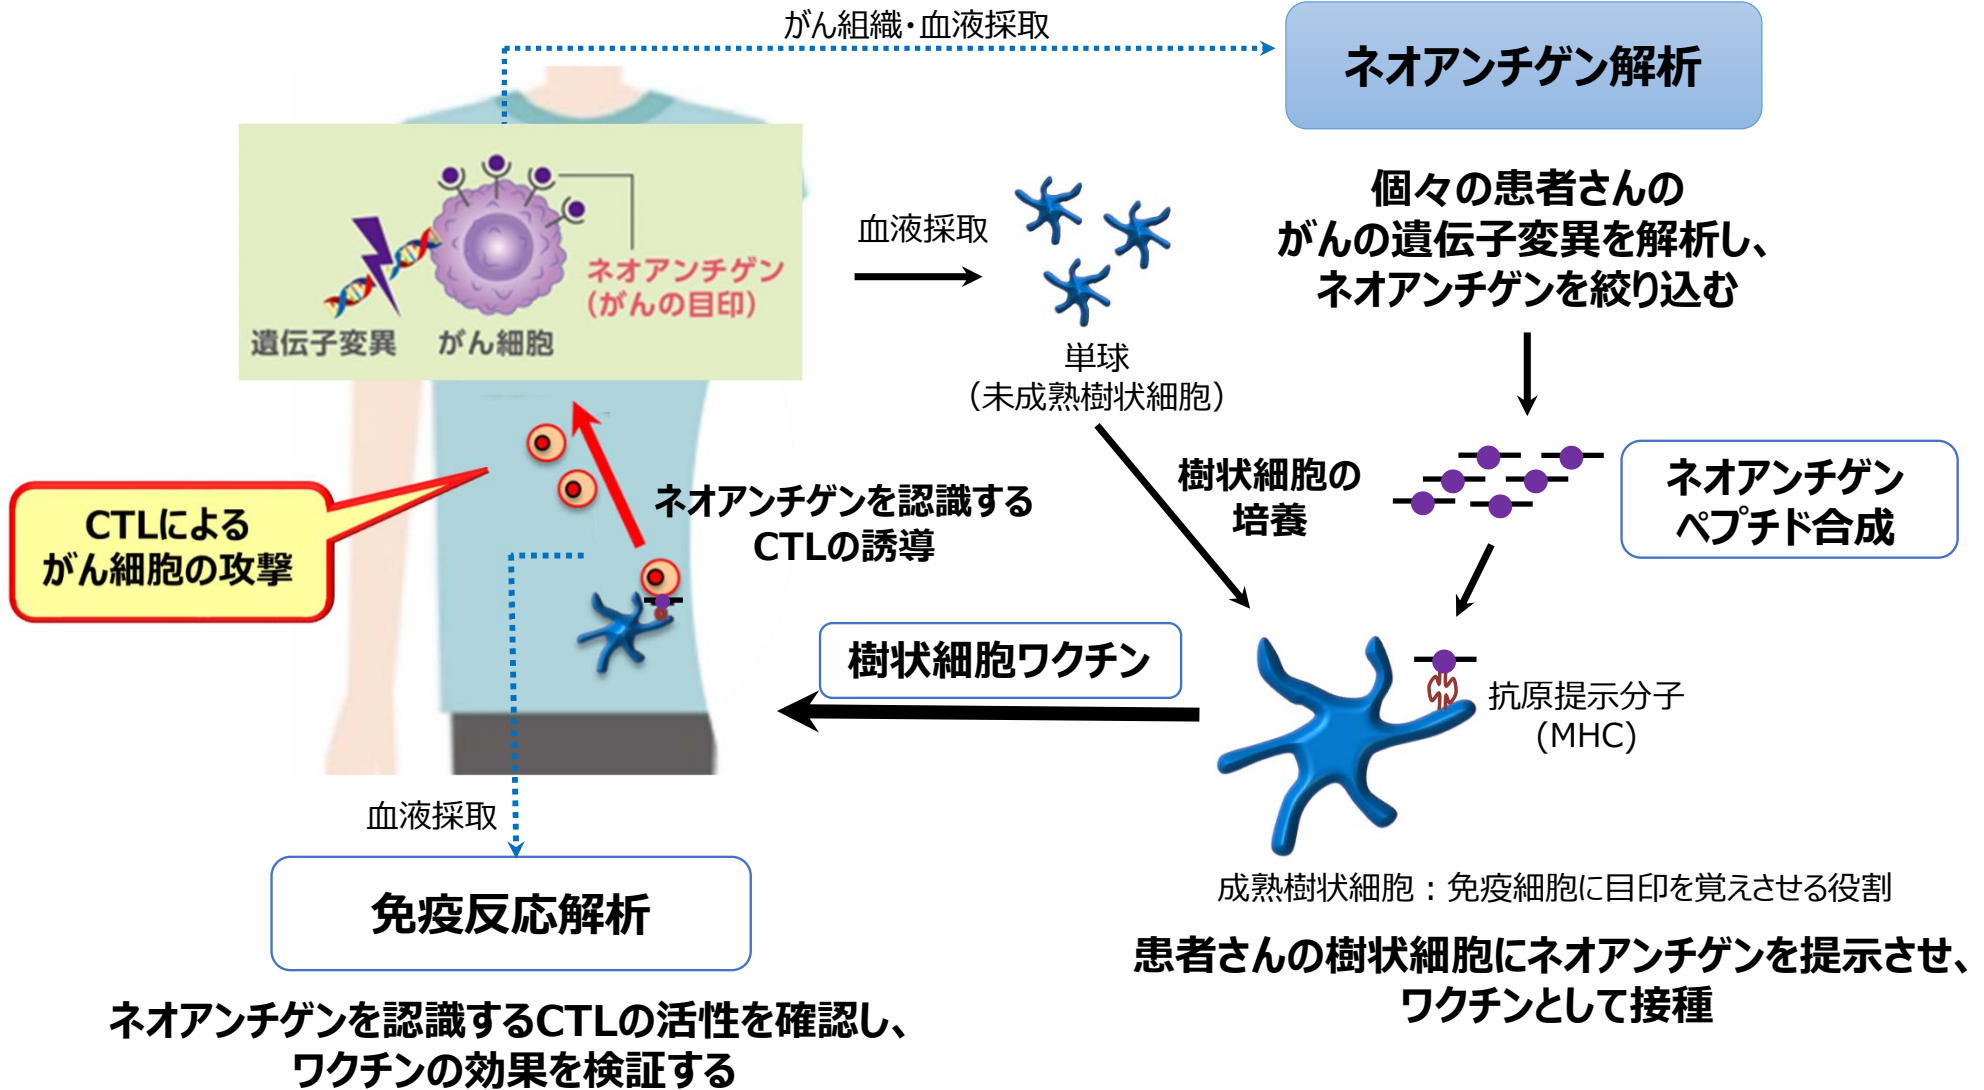 がん組織・血液採取
ネオアンチゲン解析
個々の患者さんの
がんの遺伝子変異を解析し、
ネオアンチゲンを絞り込む
ネオアンチゲン
(がんの目印)
遺伝子変異
がん細胞
血液採取
単球
（未成熟樹状細胞）
樹状細胞の
培養
ネオアンチゲン
ペプチド合成
CTLによる
がん細胞の攻撃
ネオアンチゲンを認識する
CTLの誘導
樹状細胞ワクチン
抗原提示分子
(MHC)
血液採取
免疫反応解析
成熟樹状細胞：免疫細胞に目印を覚えさせる役割
患者さんの樹状細胞にネオアンチゲンを提示させ、
ワクチンとして接種
ネオアンチゲンを認識するCTLの活性を確認し、
ワクチンの効果を検証する